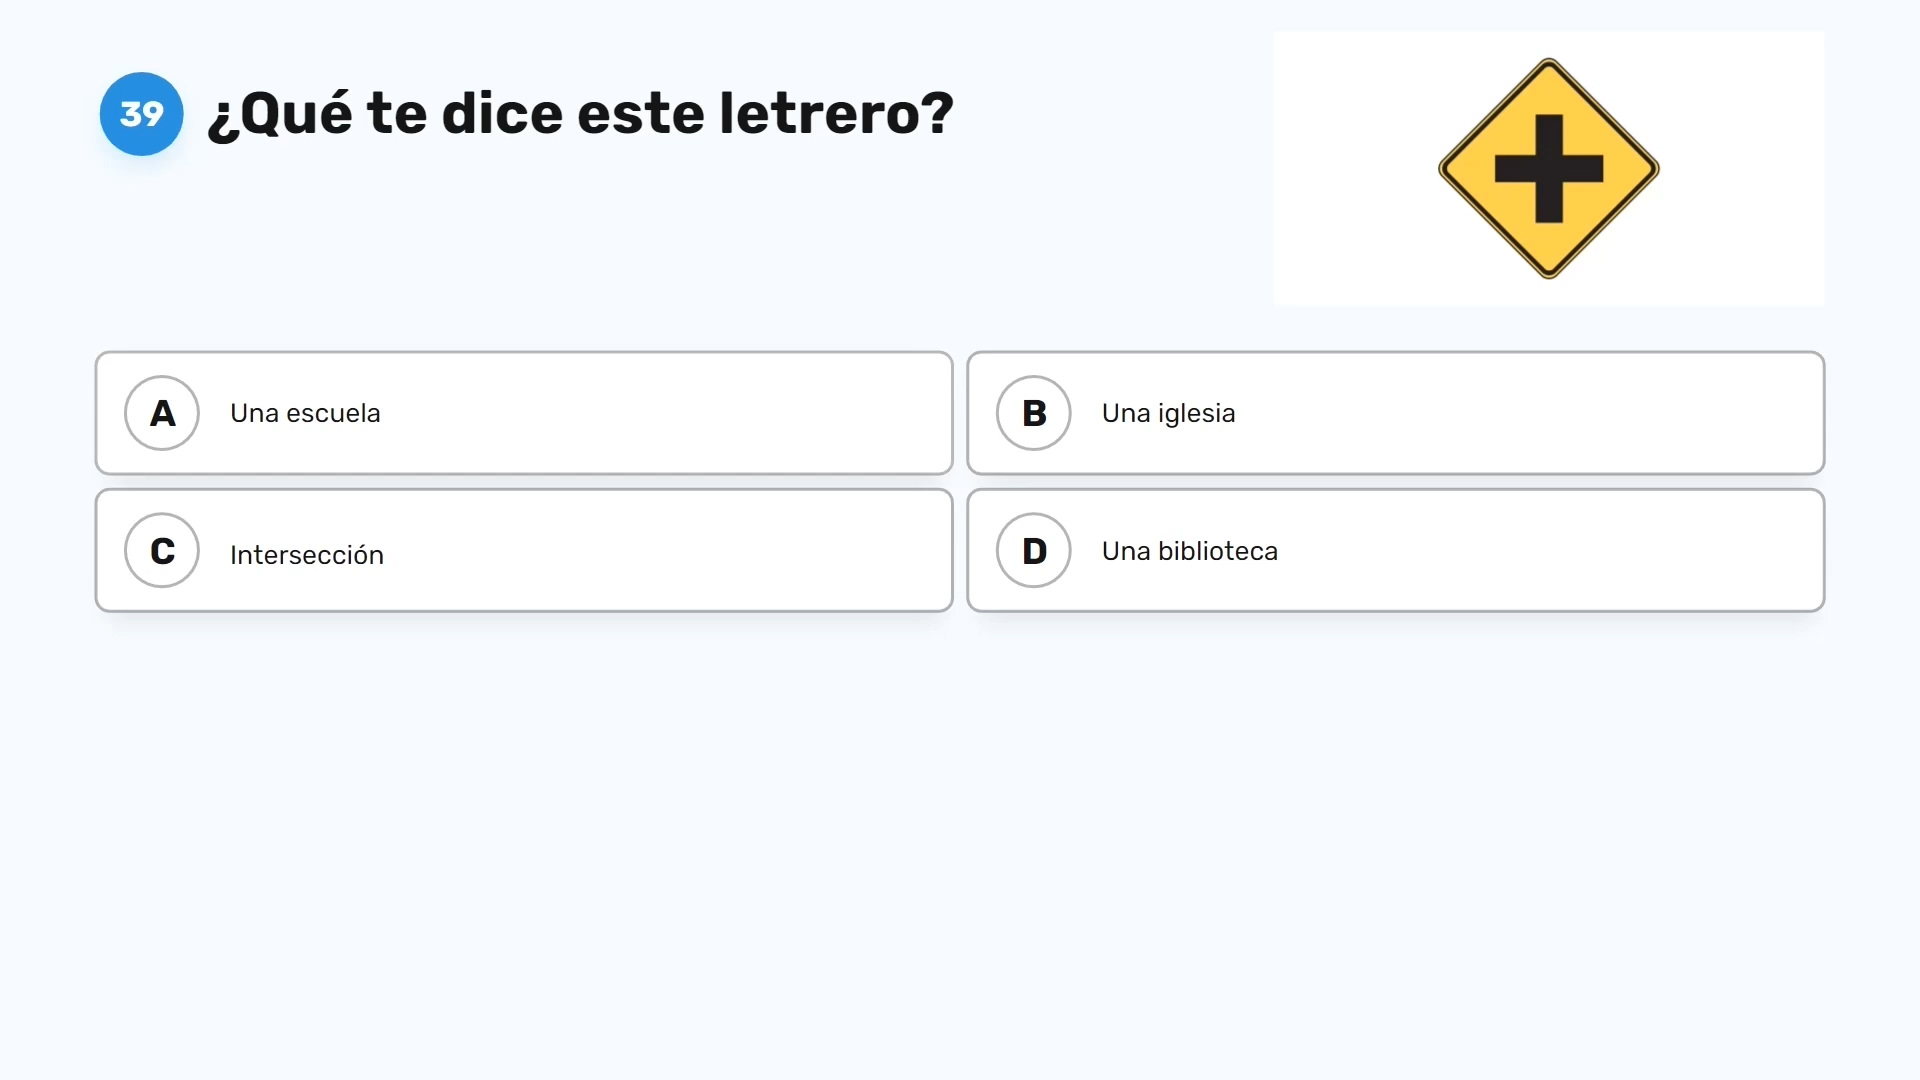 39 ¿Qué te dice este letrero?
A Una escuela
B Una iglesia
C Intersección
D Una biblioteca